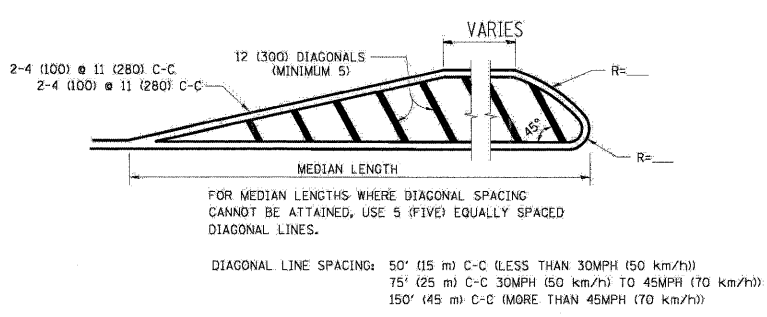 VARIES
12 (300) DIAGONALS
(MINIMUM 5)
2-4 (100) @ 11 (280) C-C
2-4 (100) @ 11 (280) C-C
R=___
45°
R=___
MEDIAN LENGTH
FOR MEDIAN LENGTHS WHERE DIAGONAL SPACING
CANNOT BE ATTAINED, USE 5 (FIVE) EQUALLY SPACED
DIAGONAL LINES.
DIAGONAL LINE SPACING: 50' (15 m) C-C (LESS THAN 30MPH (50 km/h))
75' (25 m) C-C 30MPH (50 km/h) TO 45MPH (70 km/h))
150' (45 m) C-C (MORE THAN 45MPH (70 km/h))